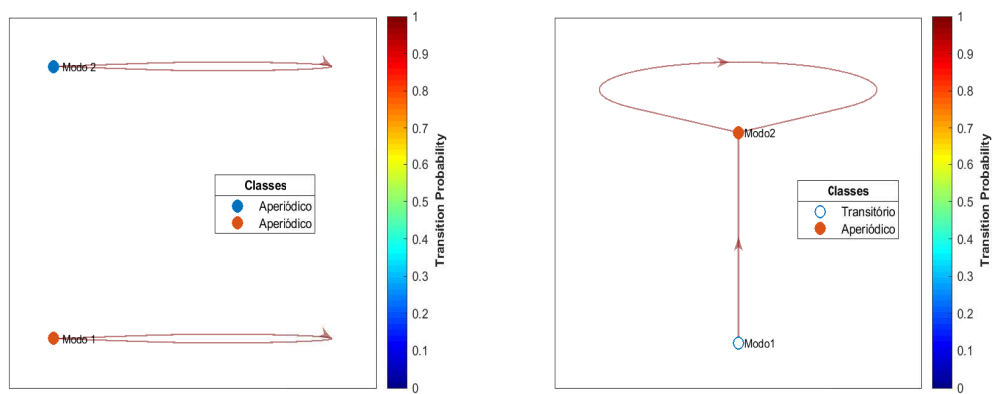 Modo 2
Modo 1
Classes
Aperiódico
Aperiódico
1
0.9
0.8
0.7
0.6
0.5
0.4
0.3
0.2
0.1
0
Transition Probability
Modo2
Modo1
Classes
Transitório
Aperiódico
1
0.9
0.8
0.7
0.6
0.5
0.4
0.3
0.2
0.1
0
Transition Probability